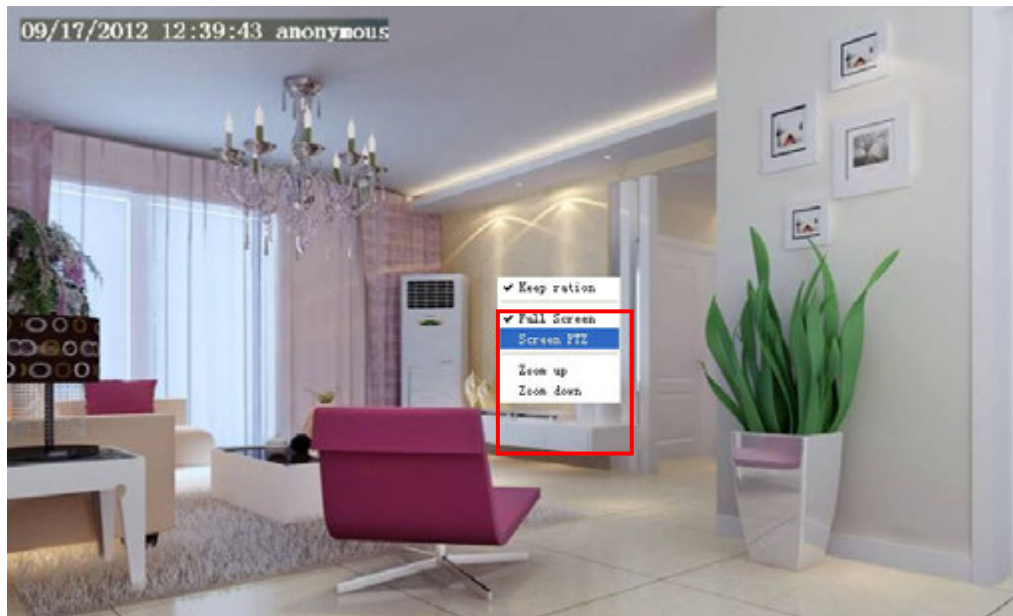 09/17/2012 12:39:43 anonymous
Keep ration
Full Screen
Screen PTZ
Zoom up
Zoom down